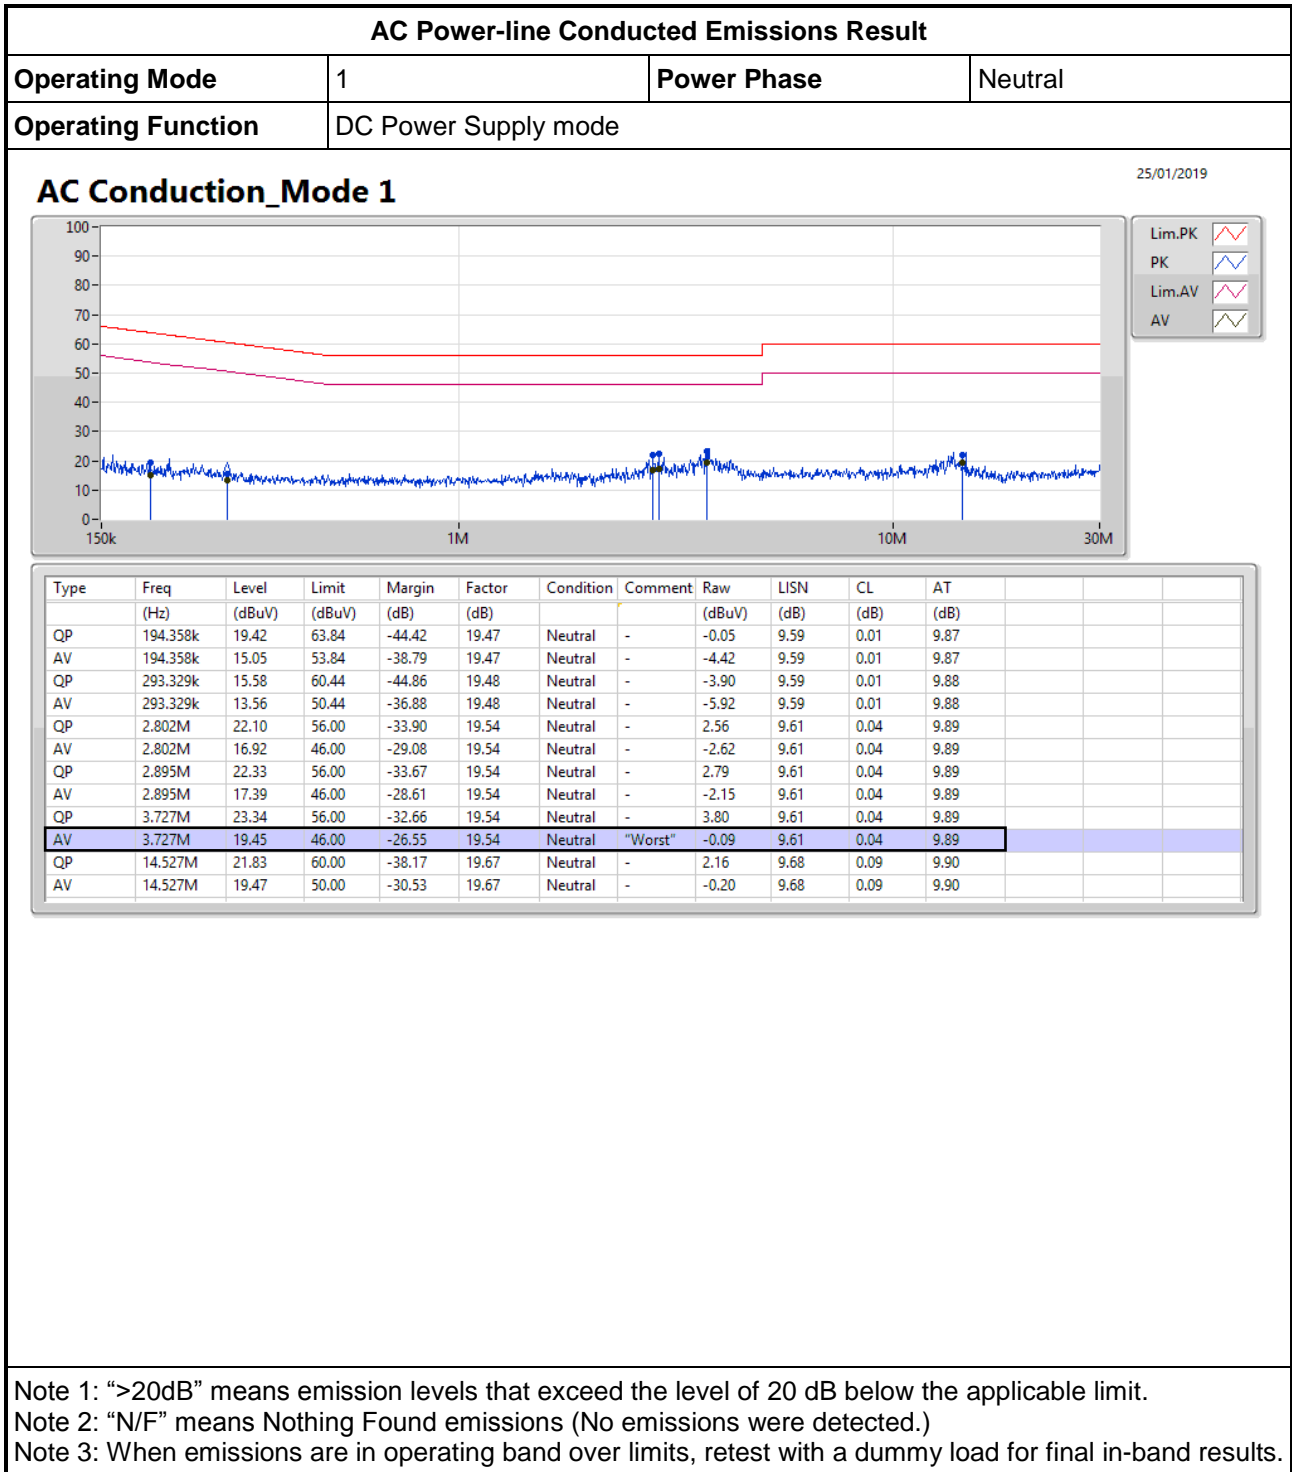 AC Power-line Conducted Emissions Result
Operating Mode 1 Power Phase Neutral
Operating Function DC Power Supply mode
25/01/2019
AC Conduction_Mode 1
100
90
80
70
60
50
40
30
20
10
0
150k 1M 10M 30M
Lim.PK
PK
Lim.AV
AV
Type Freq Level Limit Margin Factor Condition Comment Raw LISN CL AT
(Hz) (dBuV) (dBuV) (dB) (dB) (dBuV) (dB) (dB) (dB)
QP 194.358k 19.42 63.84 -44.42 19.47 Neutral - -0.05 9.59 0.01 9.87
AV 194.358k 15.05 53.84 -38.79 19.47 Neutral - -4.42 9.59 0.01 9.87
QP 293.329k 15.58 60.44 -44.86 19.48 Neutral - -3.90 9.59 0.01 9.88
AV 293.329k 13.56 50.44 -36.88 19.48 Neutral - -5.92 9.59 0.01 9.88
QP 2.802M 22.10 56.00 -33.90 19.54 Neutral - 2.56 9.61 0.04 9.89
AV 2.802M 16.92 46.00 -29.08 19.54 Neutral - -2.62 9.61 0.04 9.89
QP 2.895M 22.33 56.00 -33.67 19.54 Neutral - 2.79 9.61 0.04 9.89
AV 2.895M 17.39 46.00 -28.61 19.54 Neutral - -2.15 9.61 0.04 9.89
QP 3.727M 23.34 56.00 -32.66 19.54 Neutral - 3.80 9.61 0.04 9.89
AV 3.727M 19.45 46.00 -26.55 19.54 Neutral "Worst" -0.09 9.61 0.04 9.89
QP 14.527M 21.83 60.00 -38.17 19.67 Neutral - 2.16 9.68 0.09 9.90
AV 14.527M 19.47 50.00 -30.53 19.67 Neutral - -0.20 9.68 0.09 9.90
Note 1: “>20dB” means emission levels that exceed the level of 20 dB below the applicable limit.
Note 2: “N/F” means Nothing Found emissions (No emissions were detected.)
Note 3: When emissions are in operating band over limits, retest with a dummy load for final in-band results.